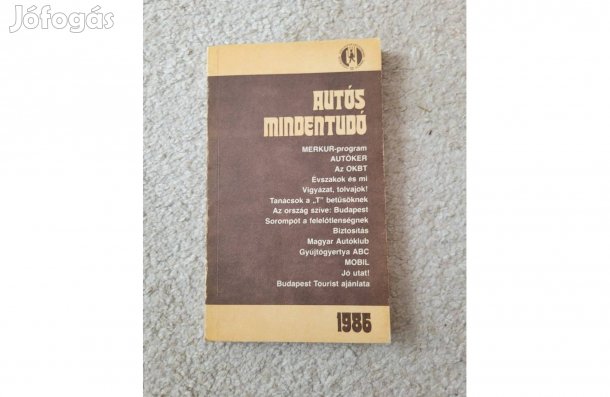 Jófogás
AUTÓS
MINDENTUDÓ
MERKUR-program
AUTÓKER
Az OKBT
Évszakok és mi
Vigyázat, tolvajok!
Tanácsok a „T” betűsöknek
Az ország szíve: Budapest
Sorompót a felelőtlenségnek
Biztosítás
Magyar Autóklub
Gyújtógyertya ABC
MOBIL
Jó utat!
Budapest Tourist ajánlata
1986